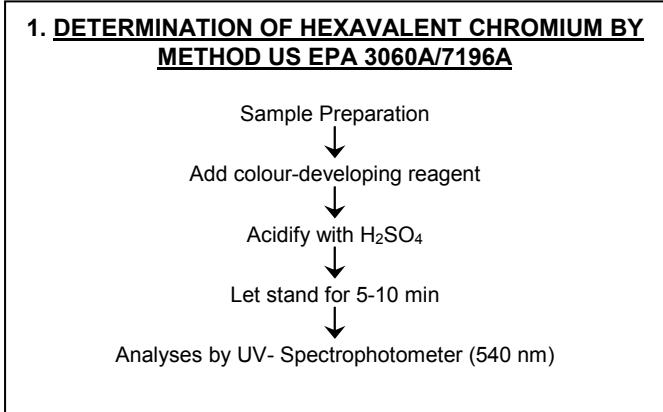 1. DETERMINATION OF HEXAVALENT CHROMIUM BY
METHOD US EPA 3060A/7196A
Sample Preparation
Add colour-developing reagent
Acidify with H₂SO₄
Let stand for 5-10 min
Analyses by UV- Spectrophotometer (540 nm)